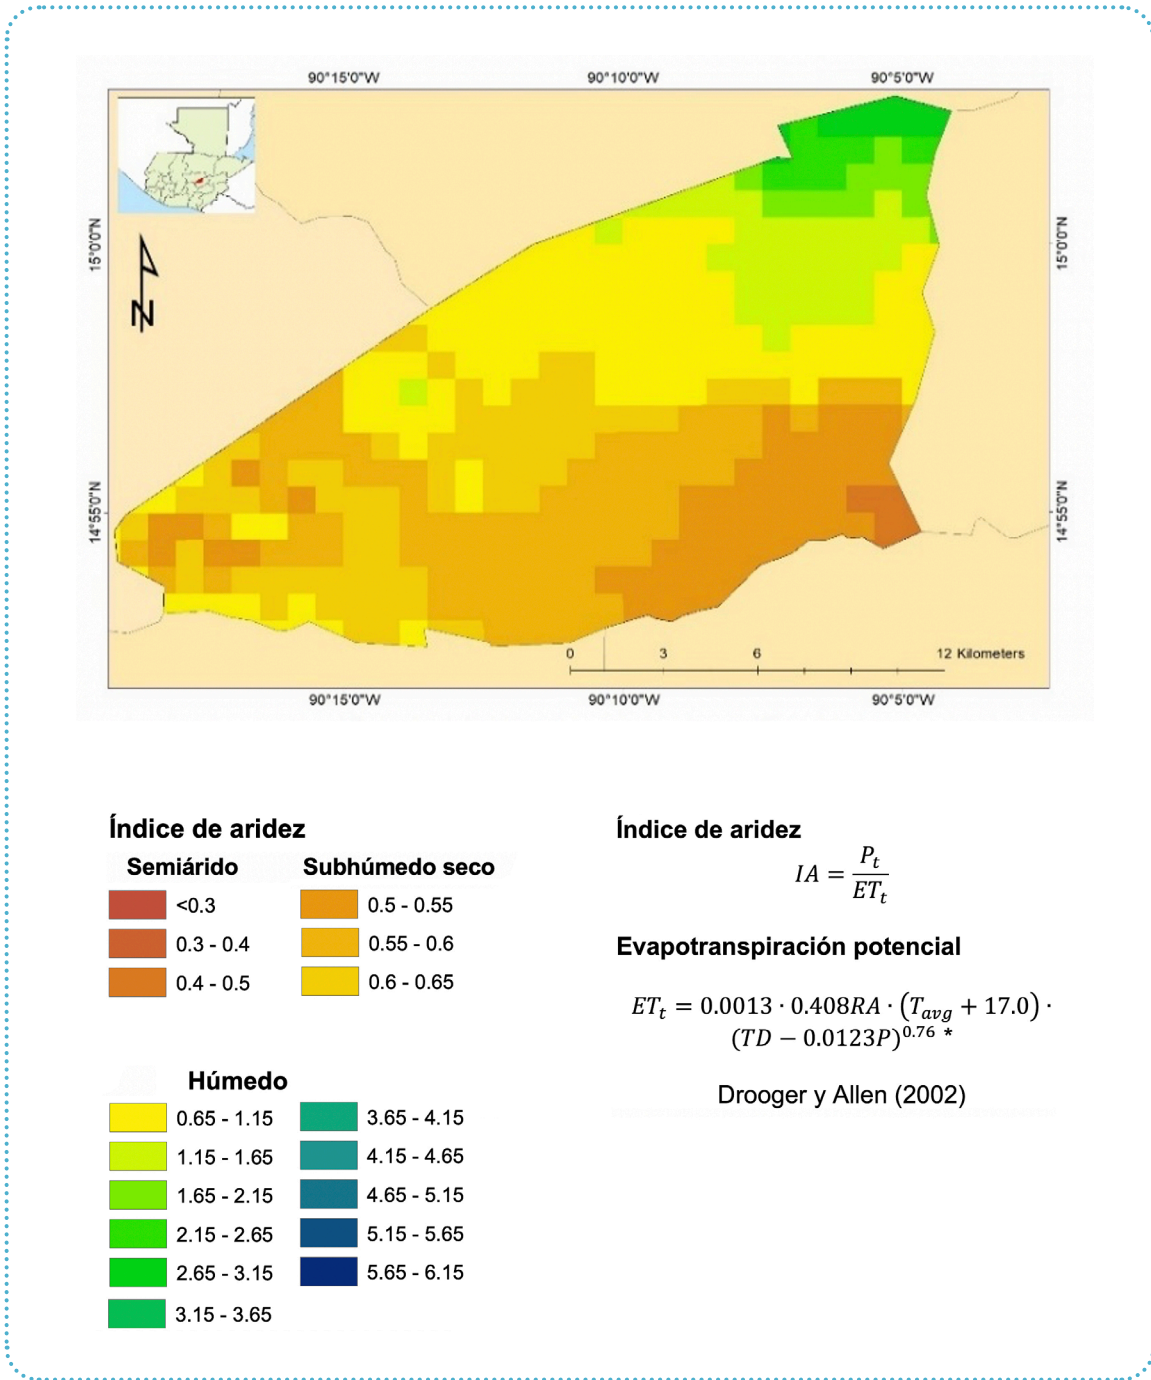 90°15'0"W 90°10'0"W 90°5'0"W
15°0'0"N 15°0'0"N
N
14°55'0"N 14°55'0"N
0 3 6 12 Kilometers
90°15'0"W 90°10'0"W 90°5'0"W
Índice de aridez
Semiárido Subhúmedo seco
<0.3 0.5 - 0.55
0.3 - 0.4 0.55 - 0.6
0.4 - 0.5 0.6 - 0.65
Húmedo
0.65 - 1.15 3.65 - 4.15
1.15 - 1.65 4.15 - 4.65
1.65 - 2.15 4.65 - 5.15
2.15 - 2.65 5.15 - 5.65
2.65 - 3.15 5.65 - 6.15
3.15 - 3.65
Índice de aridez
IA = P_t / ET_t
Evapotranspiración potencial
ET_t = 0.0013 · 0.408RA · (T_avg + 17.0) ·
(TD − 0.0123P)^0.76 *
Drooger y Allen (2002)